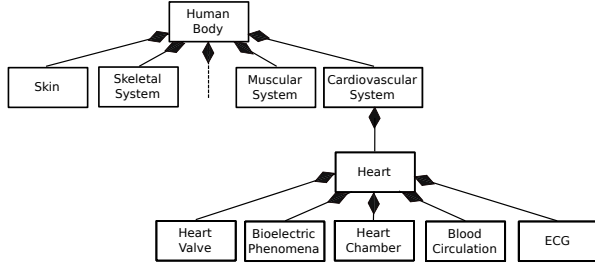 Human
Body
Skin
Skeletal
System
Muscular
System
Cardiovascular
System
Heart
Heart
Valve
Bioelectric
Phenomena
Heart
Chamber
Blood
Circulation
ECG